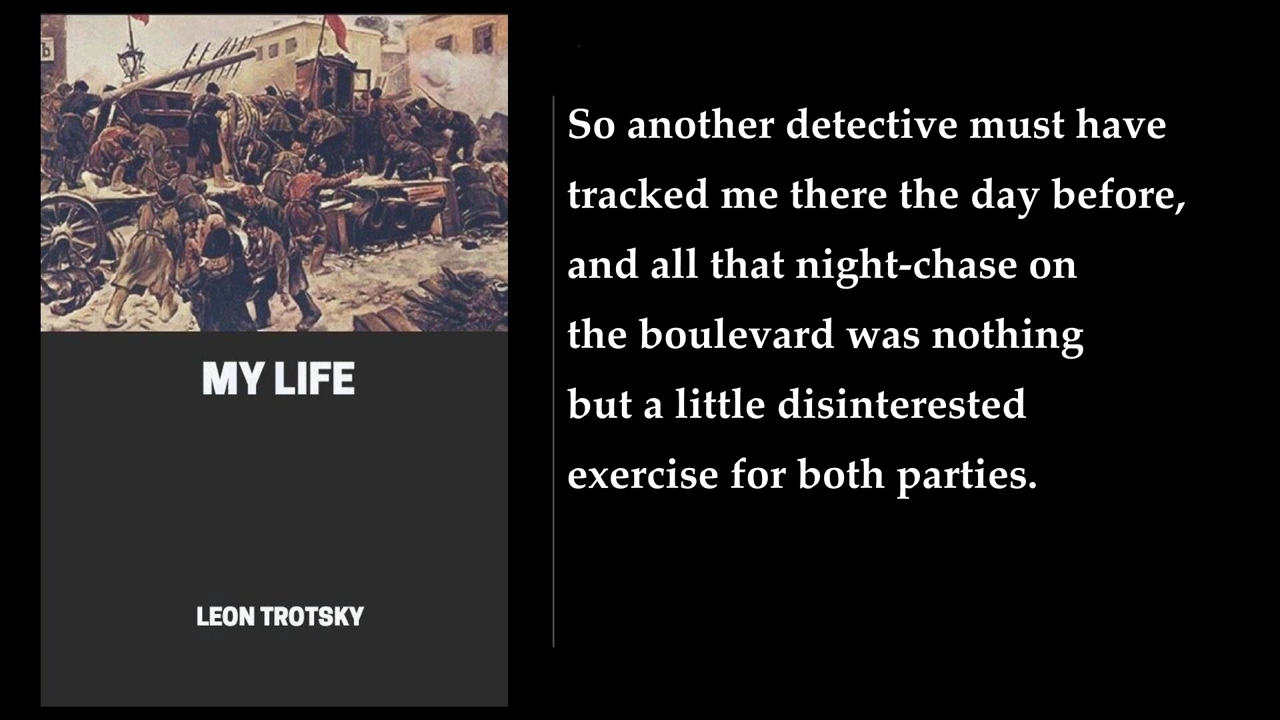 MY LIFE
LEON TROTSKY
So another detective must have
tracked me there the day before,
and all that night-chase on
the boulevard was nothing
but a little disinterested
exercise for both parties.